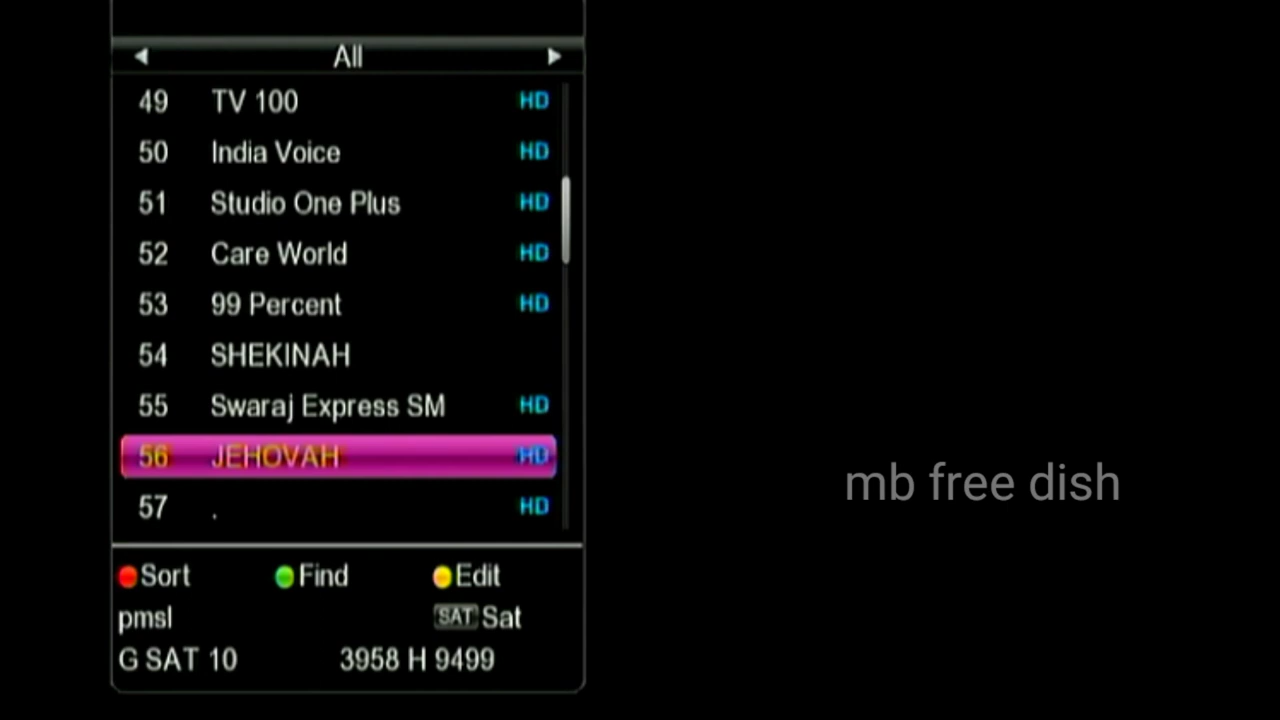 All
49 TV 100 HD
50 India Voice HD
51 Studio One Plus HD
52 Care World HD
53 99 Percent HD
54 SHEKINAH
55 Swaraj Express SM HD
56 JEHOVAH HD
57 . HD
Sort Find Edit
pmsl SAT Sat
G SAT 10 3958 H 9499
mb free dish